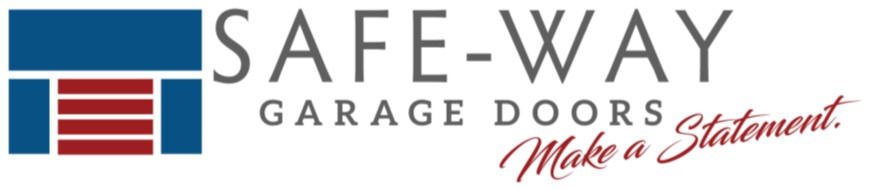 SAFE-WAY
GARAGE DOORS
Make a Statement.